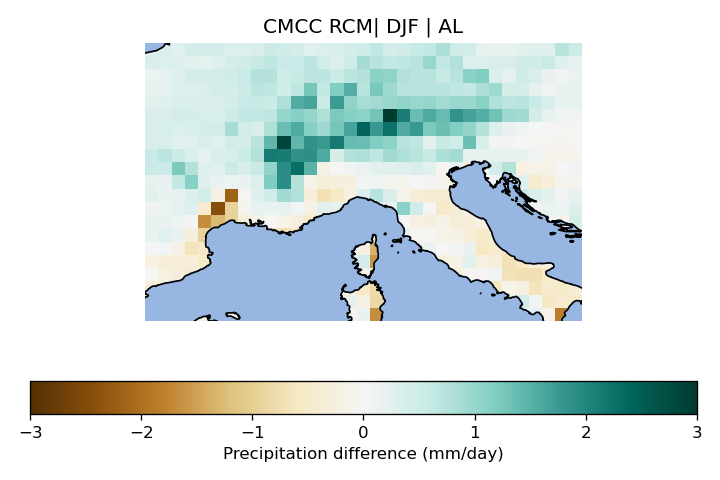 CMCC RCM| DJF | AL
−3 −2 −1 0 1 2 3
Precipitation difference (mm/day)